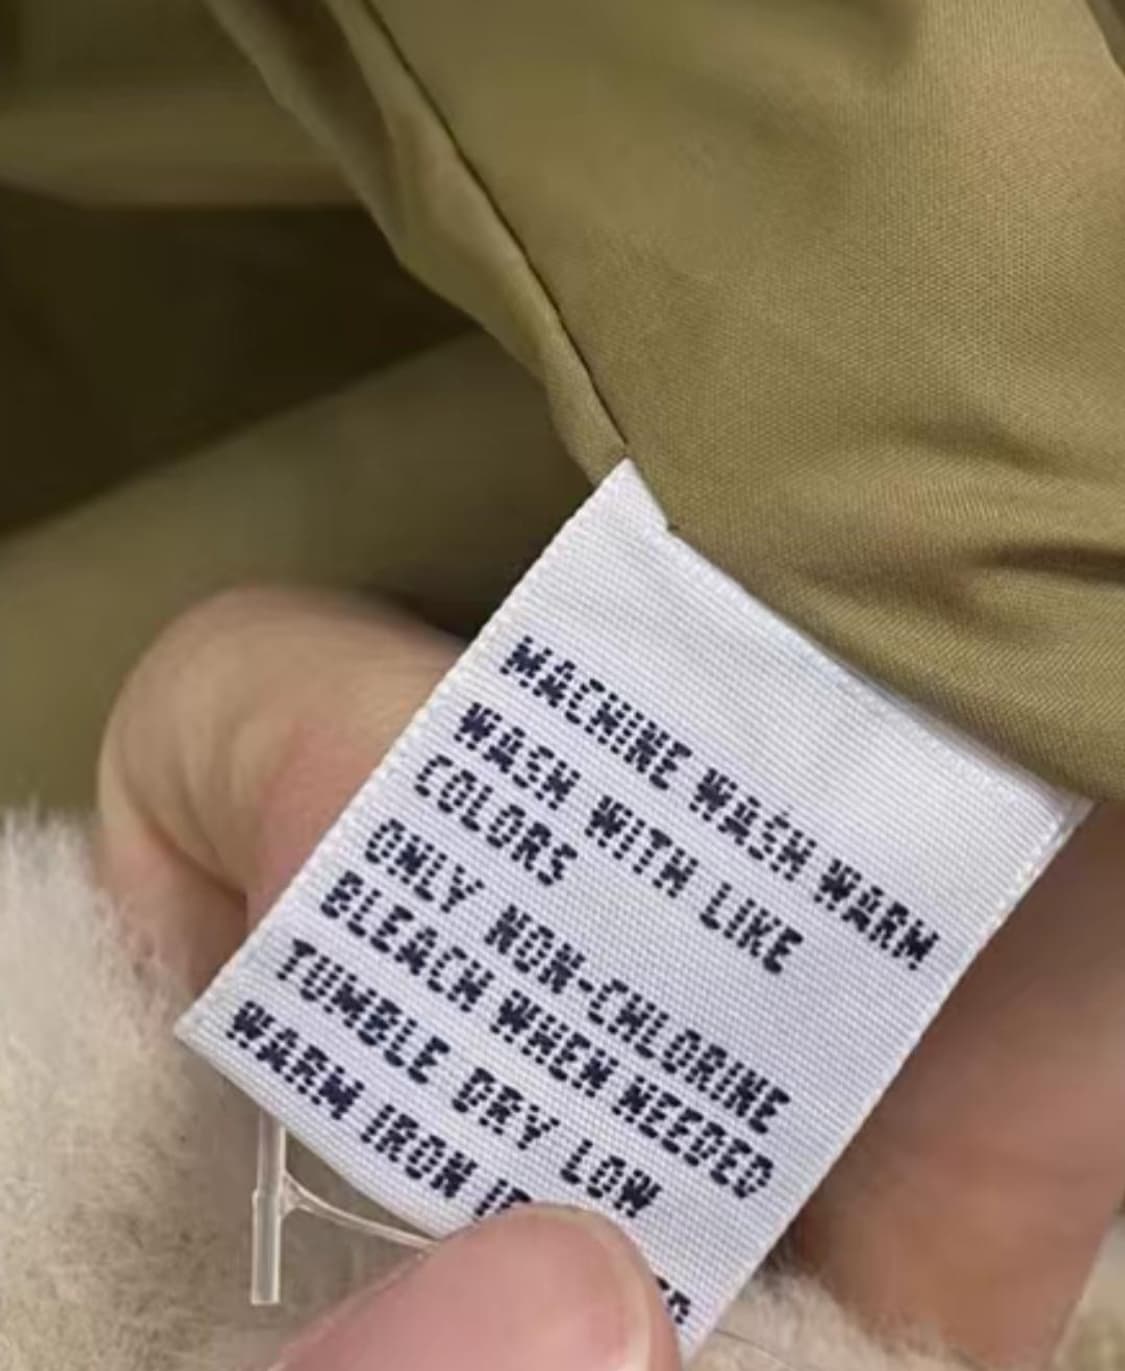 MACHINE WASH WARM
WASH WITH LIKE
COLORS
ONLY NON-CHLORINE
BLEACH WHEN NEEDED
TUMBLE DRY LOW
WARM IRON